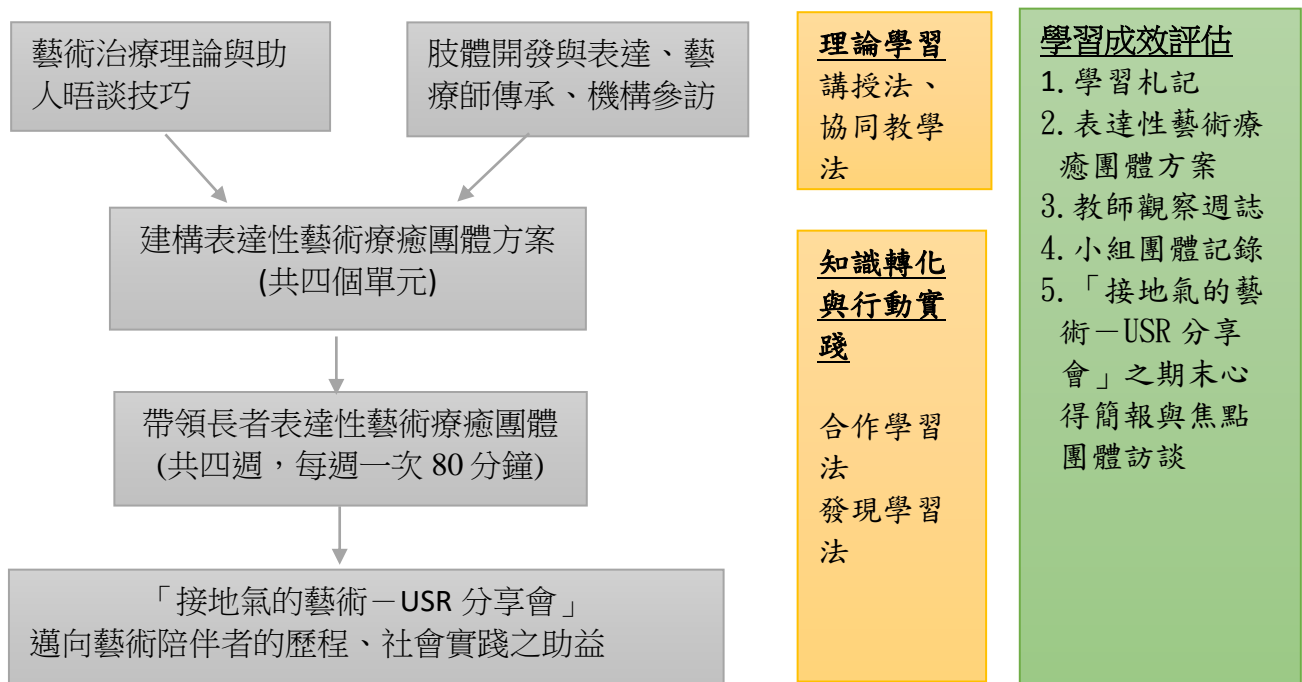 藝術治療理論與助
人晤談技巧
肢體開發與表達、藝
療師傳承、機構參訪
建構表達性藝術療癒團體方案
(共四個單元)
帶領長者表達性藝術療癒團體
(共四週，每週一次 80 分鐘)
「接地氣的藝術－USR 分享會」
邁向藝術陪伴者的歷程、社會實踐之助益
理論學習
講授法、
協同教學
法
知識轉化
與行動實
踐
合作學習
法
發現學習
法
學習成效評估
1. 學習札記
2. 表達性藝術療
癒團體方案
3. 教師觀察週誌
4. 小組團體記錄
5. 「接地氣的藝
術－USR 分享
會」之期末心
得簡報與焦點
團體訪談